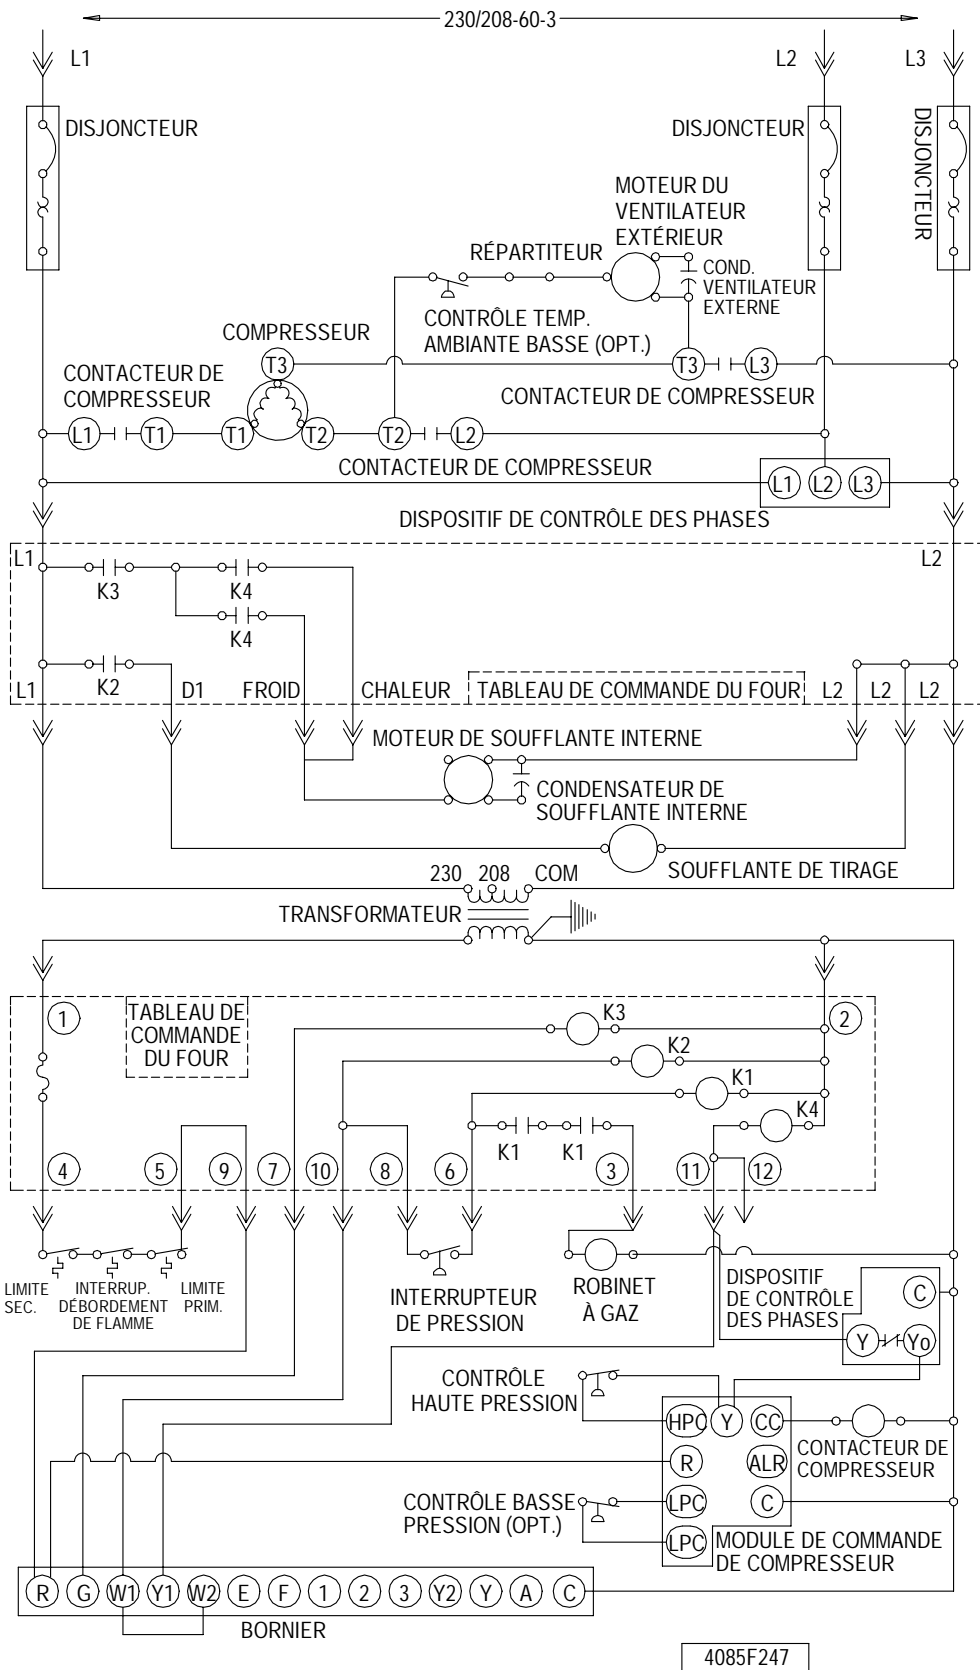 230/208-60-3
L1
L2
L3
DISJONCTEUR
DISJONCTEUR
DISJONCTEUR
MOTEUR DU
VENTILATEUR
EXTÉRIEUR
RÉPARTITEUR
COND.
VENTILATEUR
EXTERNE
CONTRÔLE TEMP.
AMBIANTE BASSE (OPT.)
COMPRESSEUR
T3
T3
L3
CONTACTEUR DE
COMPRESSEUR
CONTACTEUR DE COMPRESSEUR
L1
T1
T1
T2
T2
L2
CONTACTEUR DE COMPRESSEUR
L1
L2
L3
DISPOSITIF DE CONTRÔLE DES PHASES
L1
L2
K3
K4
K4
K2
L1
D1
FROID
CHALEUR
TABLEAU DE COMMANDE DU FOUR
L2
L2
L2
MOTEUR DE SOUFFLANTE INTERNE
CONDENSATEUR DE
SOUFFLANTE INTERNE
SOUFFLANTE DE TIRAGE
230
208
COM
TRANSFORMATEUR
1
TABLEAU DE
COMMANDE
DU FOUR
K3
2
K2
K1
K4
K1
K1
4
5
9
7
10
8
6
3
11
12
LIMITE
SEC.
INTERRUP.
DÉBORDEMENT
DE FLAMME
LIMITE
PRIM.
INTERRUPTEUR
DE PRESSION
ROBINET
À GAZ
DISPOSITIF
DE CONTRÔLE
DES PHASES
C
Y
Yo
CONTRÔLE
HAUTE PRESSION
HPC
Y
CC
CONTACTEUR DE
COMPRESSEUR
R
ALR
CONTRÔLE BASSE
PRESSION (OPT.)
LPC
C
LPC
MODULE DE COMMANDE
DE COMPRESSEUR
R
G
W1
Y1
W2
E
F
1
2
3
Y2
Y
A
C
BORNIER
4085F247